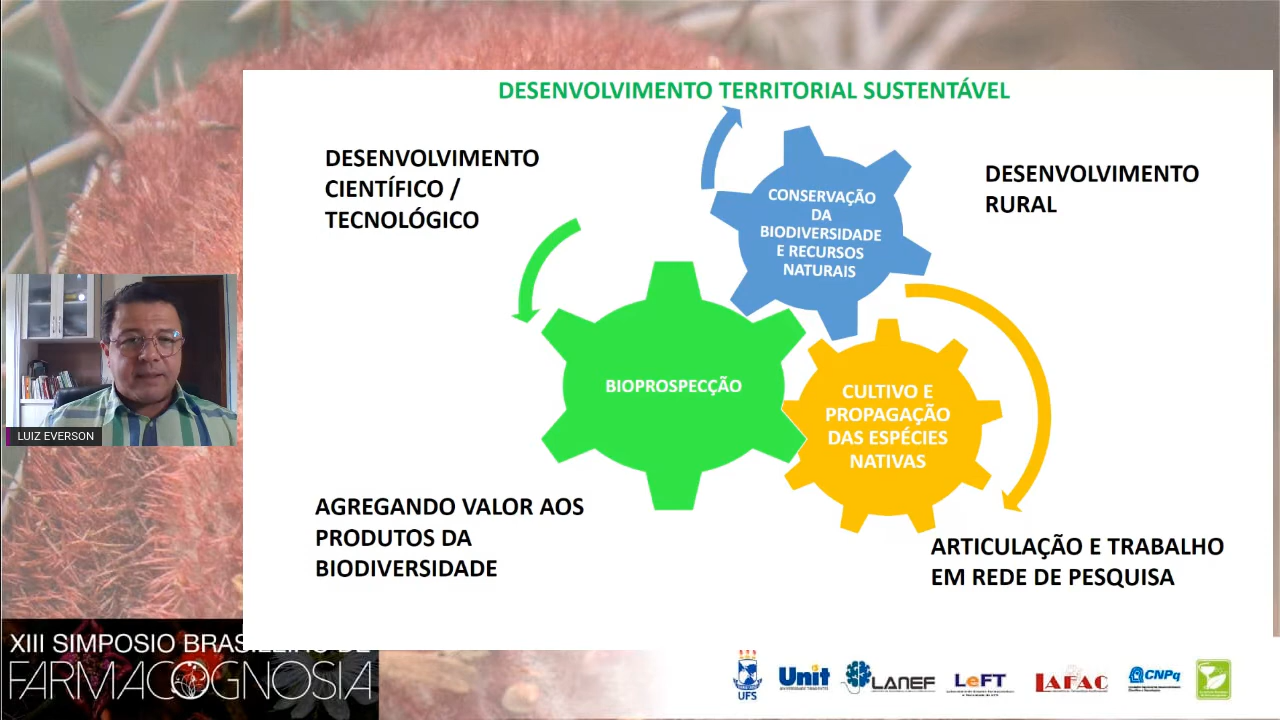 DESENVOLVIMENTO TERRITORIAL SUSTENTÁVEL
DESENVOLVIMENTO
CIENTÍFICO /
TECNOLÓGICO
CONSERVAÇÃO
DA
BIODIVERSIDADE
E RECURSOS
NATURAIS
DESENVOLVIMENTO
RURAL
BIOPROSPECÇÃO
CULTIVO E
PROPAGAÇÃO
DAS ESPÉCIES
NATIVAS
LUIZ EVERSON
AGREGANDO VALOR AOS
PRODUTOS DA
BIODIVERSIDADE
ARTICULAÇÃO E TRABALHO
EM REDE DE PESQUISA
XIII SIMPOSIO BRASILEIRO DE
FARMACOGNOSIA
UFS
Unit
LANEF
LeFT
LAFAC
CNPq